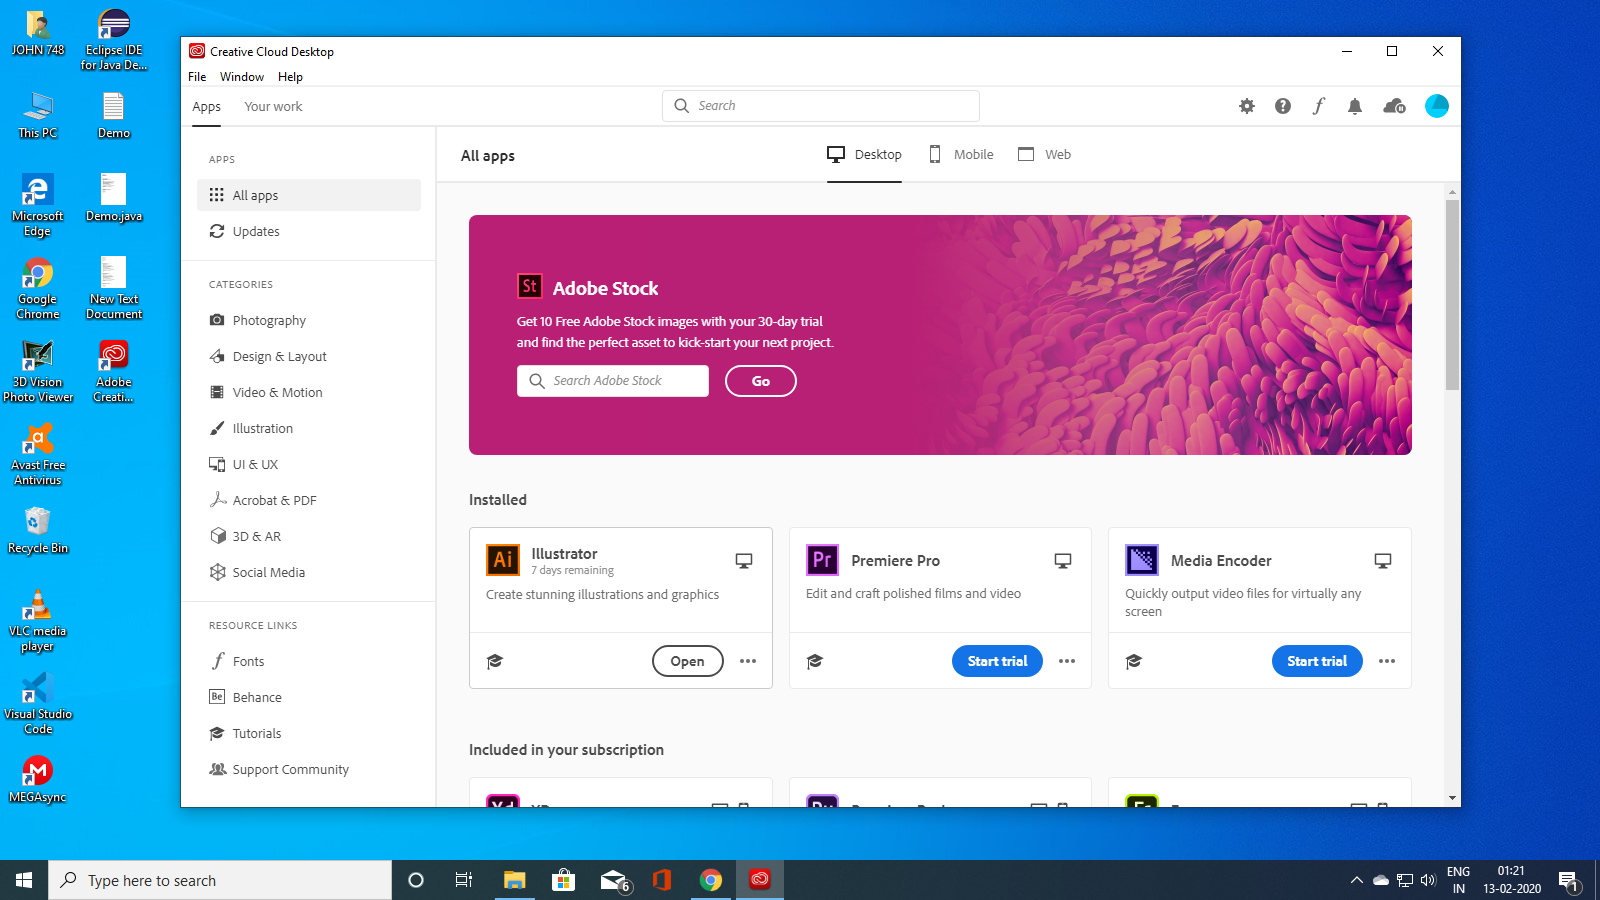 JOHN 748
Eclipse IDE
for Java De...
This PC
Demo
Microsoft
Edge
Demo.java
Google
Chrome
New Text
Document
3D Vision
Photo Viewer
Adobe
Creati...
Avast Free
Antivirus
Recycle Bin
VLC media
player
Visual Studio
Code
MEGAsync
Creative Cloud Desktop
File Window Help
Apps Your work
Search
APPS
All apps
Updates
CATEGORIES
Photography
Design & Layout
Video & Motion
Illustration
UI & UX
Acrobat & PDF
3D & AR
Social Media
RESOURCE LINKS
Fonts
Be Behance
Tutorials
Support Community
All apps
Desktop Mobile Web
St Adobe Stock
Get 10 Free Adobe Stock images with your 30-day trial
and find the perfect asset to kick-start your next project.
Search Adobe Stock Go
Installed
Ai Illustrator
7 days remaining
Create stunning illustrations and graphics
Open
Pr Premiere Pro
Edit and craft polished films and video
Start trial
Media Encoder
Quickly output video files for virtually any
screen
Start trial
Included in your subscription
Type here to search
6
ENG
IN
01:21
13-02-2020
1